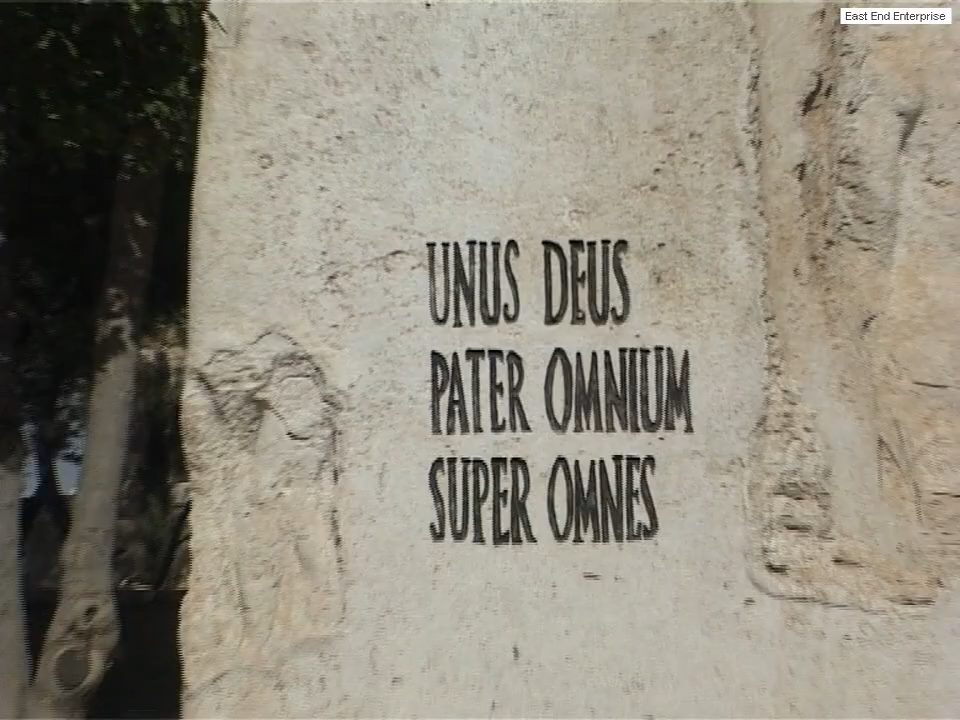 East End Enterprise
UNUS DEUS
PATER OMNIUM
SUPER OMNES